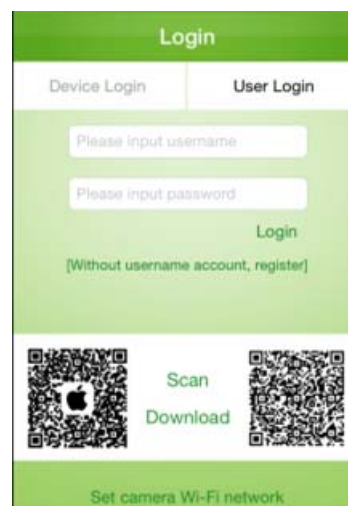 Login
Device Login
User Login
Please input username
Please input password
Login
[Without username account, register]
Scan
Download
Set camera Wi-Fi network